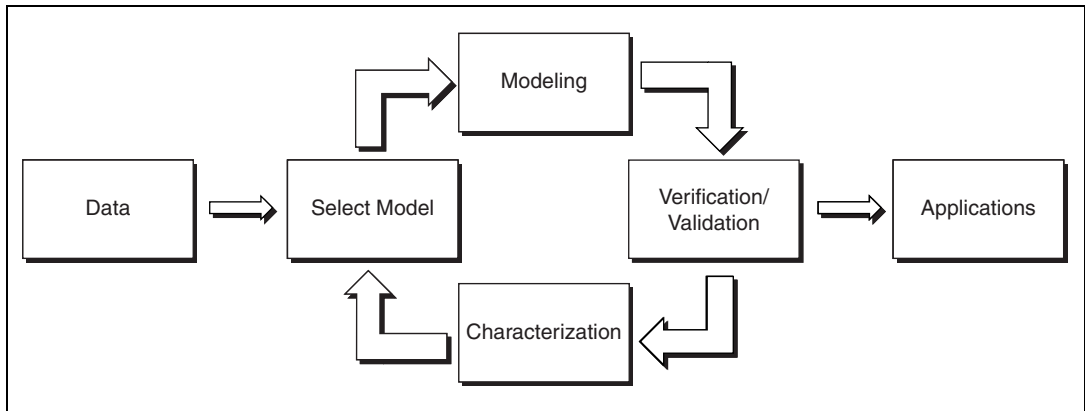 Modeling
Data
Select Model
Verification/
Validation
Applications
Characterization